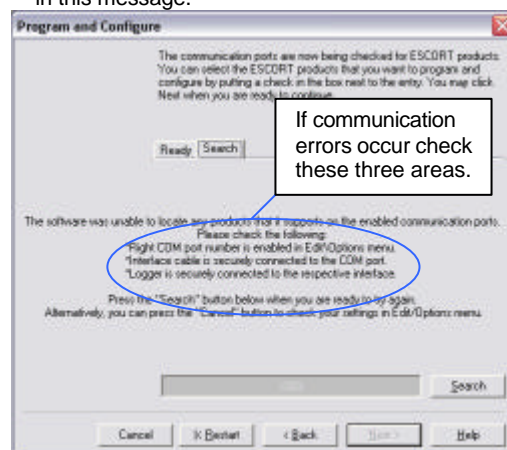 in this message.
Program and Configure
The communication ports are now being checked for ESCORT products.
You can select the ESCORT products that you want to program and
configure by putting a check in the box next to the entry. You may click
Next when you are ready to continue.
If communication
errors occur check
these three areas.
Ready Search
The software was unable to locate any products that it supports on the enabled communication ports.
Please check the following:
*Right COM port number is enabled in Edit\Options menu.
*Interface cable is securely connected to the COM port.
*Logger is securely connected to the respective interface.
Press the "Search" button below when you are ready to try again.
Alternatively, you can press the "Cancel" button to check your settings in Edit/Options menu.
Search
Cancel
Restart
< Back
Next >
Help